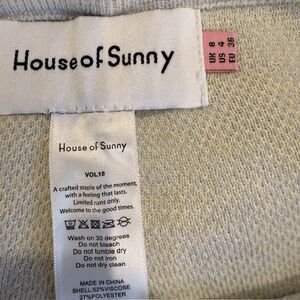 House of Sunny
UK 8
US 4
EU 36
House of Sunny
VOL18
A crafted staple of the moment,
with a feeling that lasts.
Limited runs only.
Welcome to the good times.
Wash on 30 degrees
Do not bleach
Do not tumble dry
Do not iron
Do not dry clean
MADE IN CHINA
SHELL:52%VISCOSE
27%POLYESTER